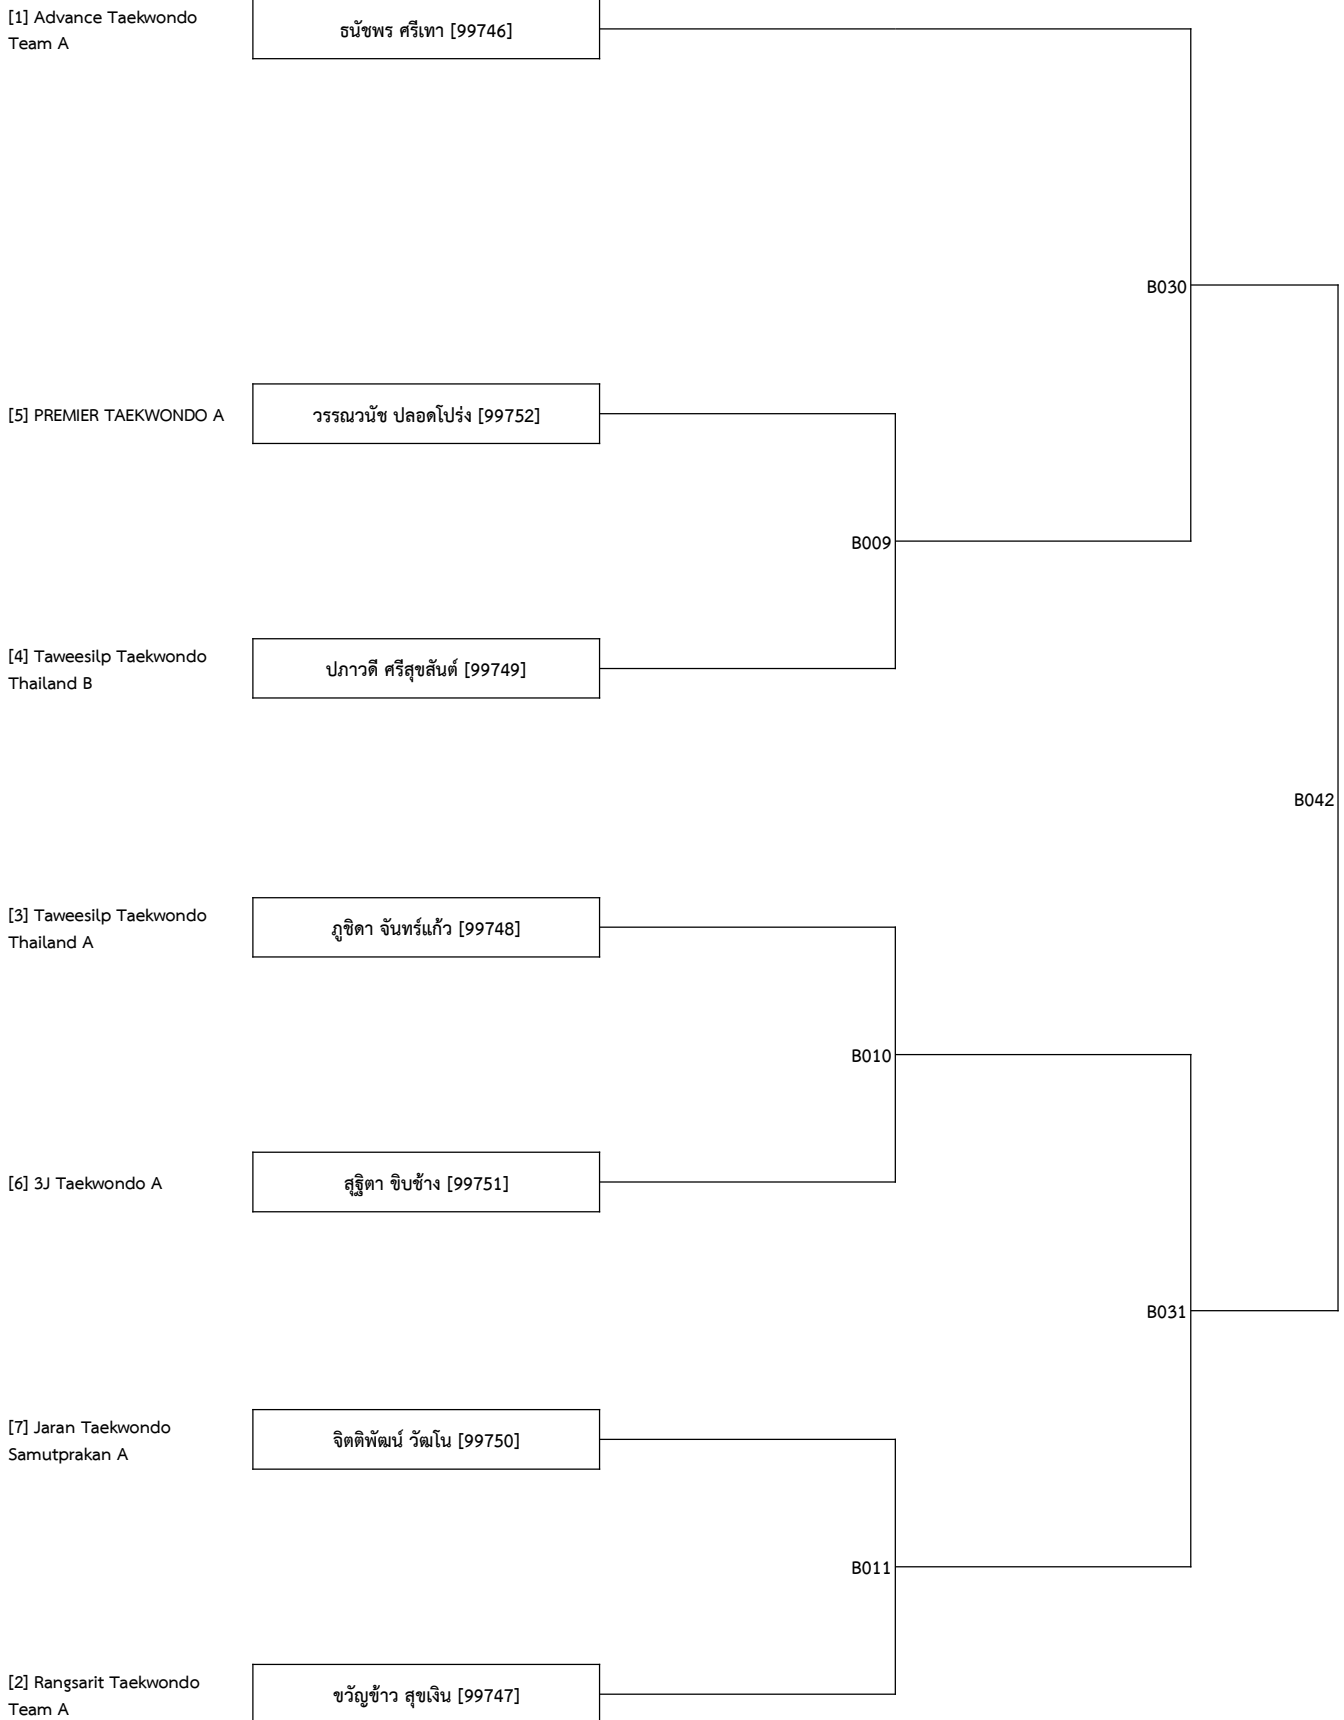 [1] Advance Taekwondo
Team A
ธนัชพร ศรีเทา [99746]
B030
[5] PREMIER TAEKWONDO A
วรรณวนัช ปลอดโปร่ง [99752]
B009
[4] Taweesilp Taekwondo
Thailand B
ปภาวดี ศรีสุขสันต์ [99749]
B042
[3] Taweesilp Taekwondo
Thailand A
ภูชิดา จันทร์แก้ว [99748]
B010
[6] 3J Taekwondo A
สุฐิตา ขิบช้าง [99751]
B031
[7] Jaran Taekwondo
Samutprakan A
จิตติพัฒน์ วัฒโน [99750]
B011
[2] Rangsarit Taekwondo
Team A
ขวัญข้าว สุขเงิน [99747]